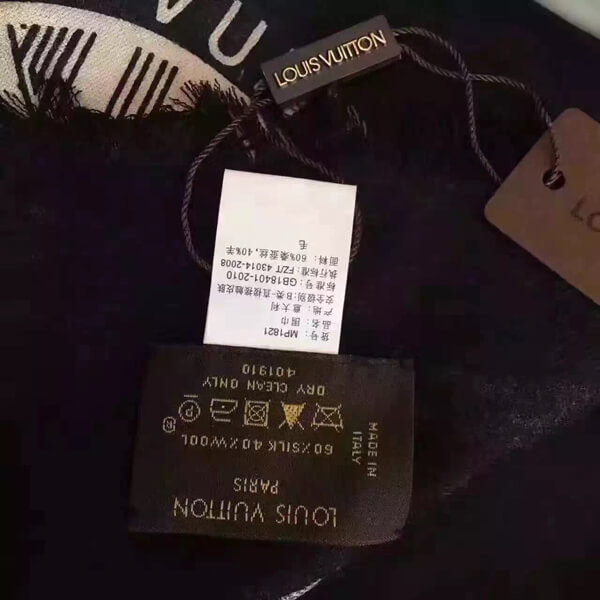 VU
LOUIS VUITTON
LO
货号: MP1821
品名: 围巾
产地: 意大利
安全级别: B-类-直接接触皮肤
标准号: GB18401-2010
执行标准: FZ/T 43014-2008
面料: 60%桑蚕丝, 40%羊
毛
LOUIS VUITTON
PARIS
60%SILK 40%WOOL
MADE IN
ITALY
®
P
DRY CLEAN ONLY
401910